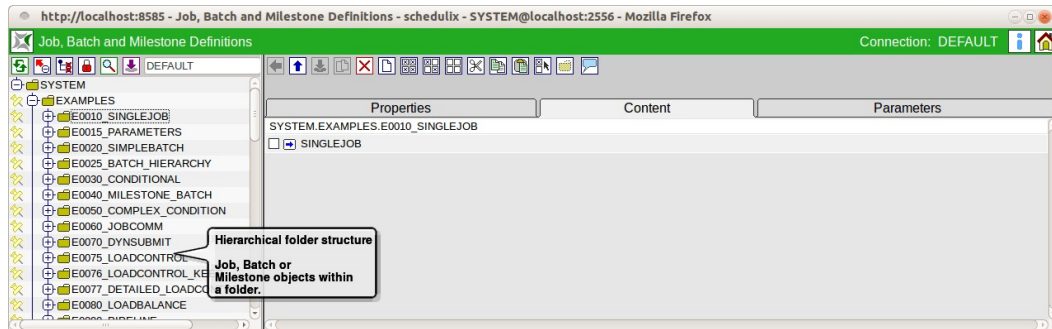 http://localhost:8585 - Job, Batch and Milestone Definitions - schedulix - SYSTEM@localhost:2556 - Mozilla Firefox
Job, Batch and Milestone Definitions
Connection: DEFAULT
DEFAULT
SYSTEM
EXAMPLES
E0010_SINGLEJOB
E0015_PARAMETERS
E0020_SIMPLEBATCH
E0025_BATCH_HIERARCHY
E0030_CONDITIONAL
E0040_MILESTONE_BATCH
E0050_COMPLEX_CONDITION
E0060_JOBCOMM
E0070_DYNSUBMIT
E0075_LOADCONTROL
E0076_LOADCONTROL_KE
E0077_DETAILED_LOADCO
E0080_LOADBALANCE
Properties
Content
Parameters
SYSTEM.EXAMPLES.E0010_SINGLEJOB
SINGLEJOB
Hierarchical folder structure
Job, Batch or
Milestone objects within
a folder.